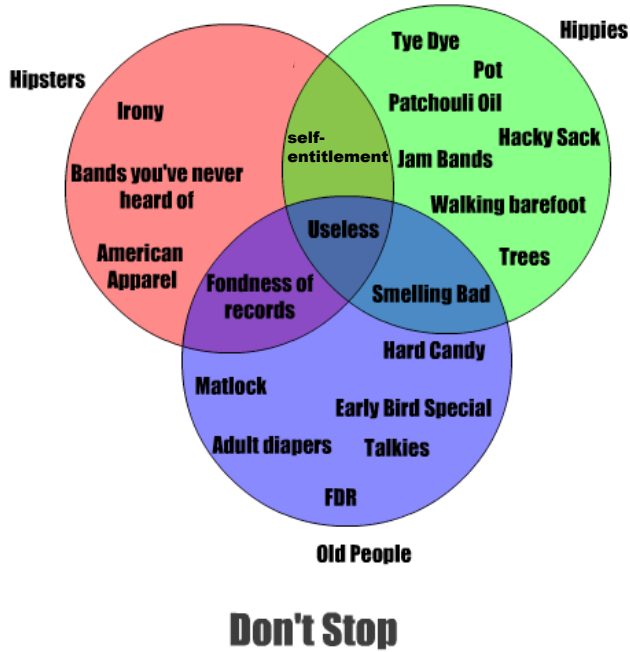 Hippies
Hipsters
Tye Dye
Pot
Patchouli Oil
Hacky Sack
Jam Bands
Walking barefoot
Trees
Irony
Bands you've never
heard of
American
Apparel
self-
entitlement
Useless
Fondness of
records
Smelling Bad
Hard Candy
Matlock
Early Bird Special
Adult diapers
Talkies
FDR
Old People
Don't Stop